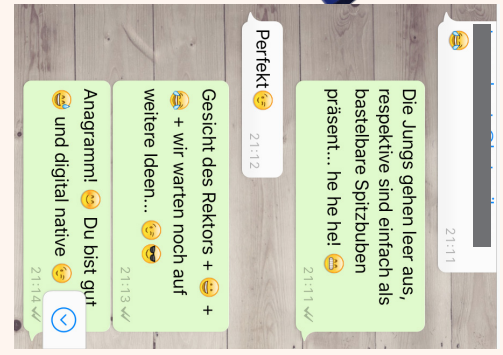 😂
21:11
Die Jungs gehen leer aus,
respektive sind einfach als
bastelbare Spitzbuben
präsent... he he he! 😁
21:11
Perfekt 😉
21:12
Gesicht des Rektors + 😀 +
😂 + wir warten noch auf
weitere Ideen... 😉 😎
21:13
Anagramm! 😊 Du bist gut
😄 und digital native 😉
21:14